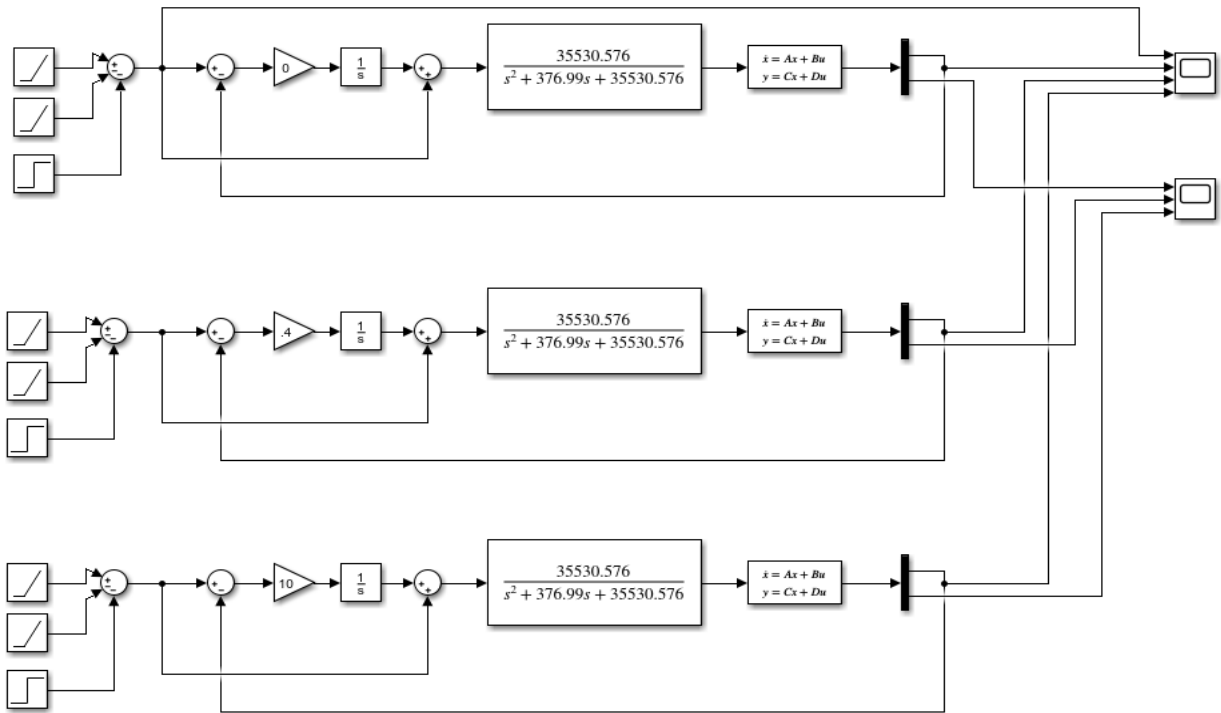 0
1
s
35530.576
s² + 376.99s + 35530.576
ẋ = Ax + Bu
y = Cx + Du
.4
1
s
35530.576
s² + 376.99s + 35530.576
ẋ = Ax + Bu
y = Cx + Du
10
1
s
35530.576
s² + 376.99s + 35530.576
ẋ = Ax + Bu
y = Cx + Du